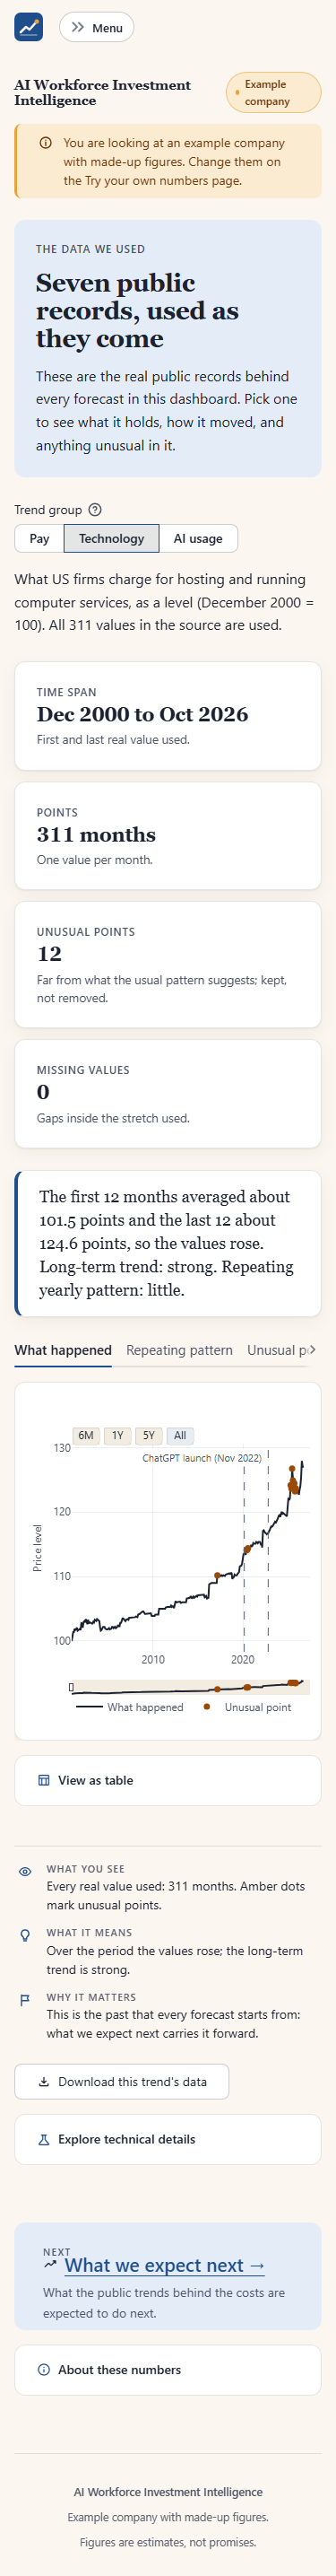 Menu
AI Workforce Investment
Intelligence
Example
company
You are looking at an example company
with made-up figures. Change them on
the Try your own numbers page.
THE DATA WE USED
Seven public
records, used as
they come
These are the real public records behind
every forecast in this dashboard. Pick one
to see what it holds, how it moved, and
anything unusual in it.
Trend group
Pay Technology AI usage
What US firms charge for hosting and running
computer services, as a level (December 2000 =
100). All 311 values in the source are used.
TIME SPAN
Dec 2000 to Oct 2026
First and last real value used.
POINTS
311 months
One value per month.
UNUSUAL POINTS
12
Far from what the usual pattern suggests; kept,
not removed.
MISSING VALUES
0
Gaps inside the stretch used.
The first 12 months averaged about
101.5 points and the last 12 about
124.6 points, so the values rose.
Long-term trend: strong. Repeating
yearly pattern: little.
What happened Repeating pattern Unusual
6M 1Y 5Y All
130
ChatGPT launch (Nov 2022)
120
Price level
110
100
2010 2020
What happened Unusual point
View as table
WHAT YOU SEE
Every real value used: 311 months. Amber dots
mark unusual points.
WHAT IT MEANS
Over the period the values rose; the long-term
trend is strong.
WHY IT MATTERS
This is the past that every forecast starts from:
what we expect next carries it forward.
Download this trend's data
Explore technical details
NEXT
What we expect next →
What the public trends behind the costs are
expected to do next.
About these numbers
AI Workforce Investment Intelligence
Example company with made-up figures.
Figures are estimates, not promises.